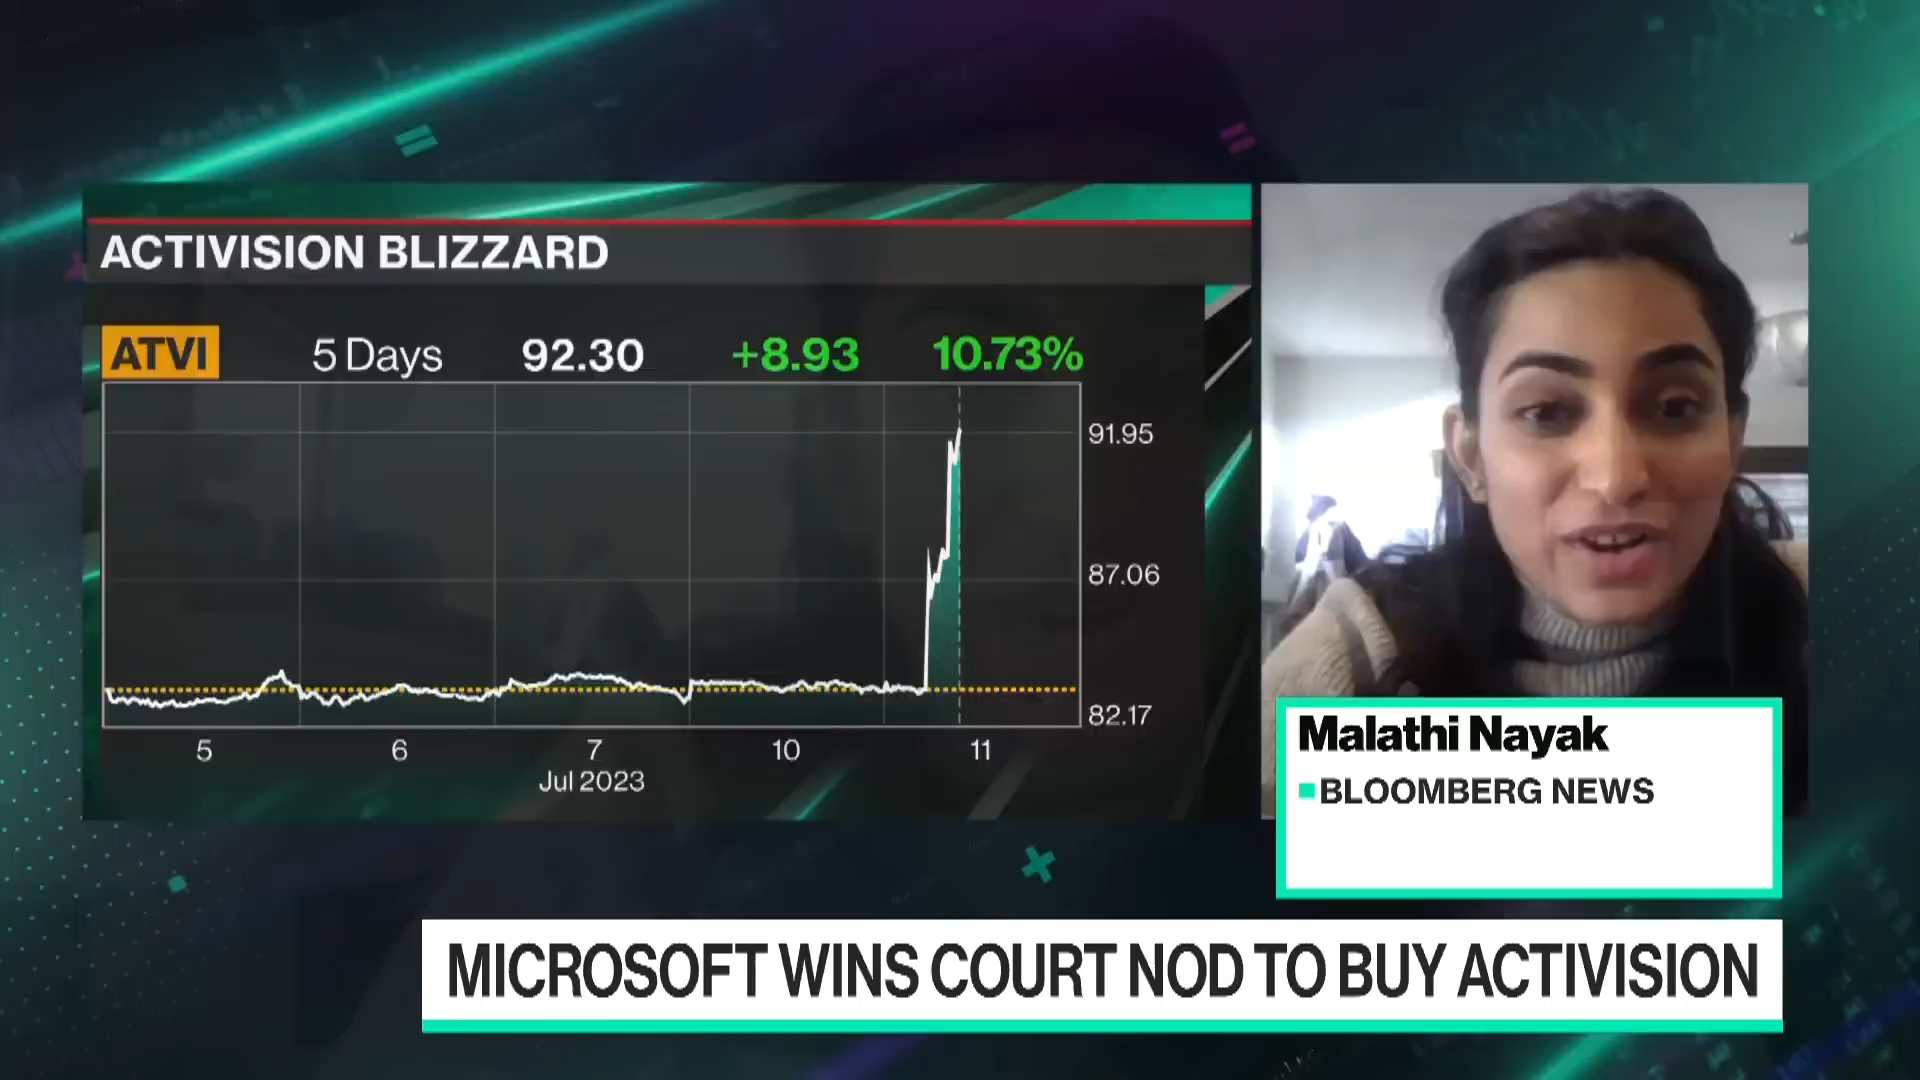 ACTIVISION BLIZZARD
ATVI 5 Days 92.30 +8.93 10.73%
91.95
87.06
82.17
5 6 7 10 11
Jul 2023
Malathi Nayak
BLOOMBERG NEWS
MICROSOFT WINS COURT NOD TO BUY ACTIVISION